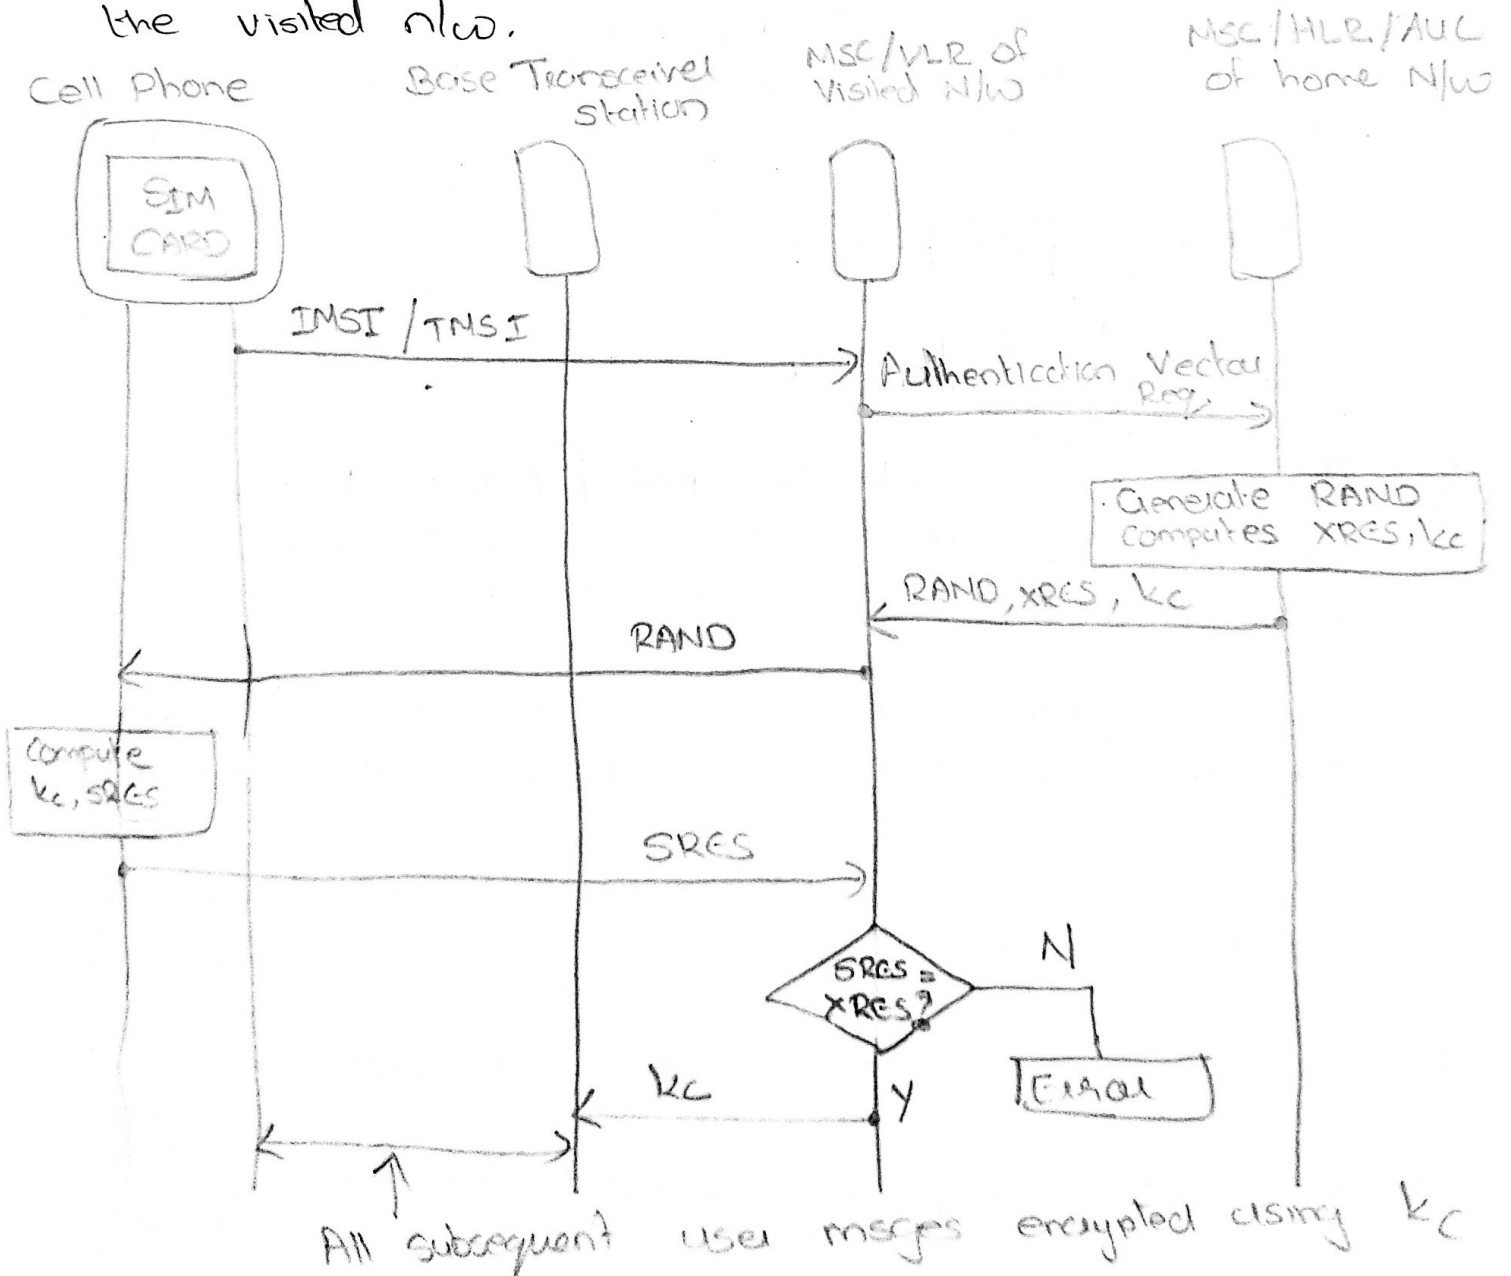 the visited n/w.
Cell Phone
Base Transceiver
station
MSC/VLR of
Visited N/W
MSC/HLR/AUC
of home N/W
SIM
CARD
IMSI/TMSI
Authentication Vector
Req.
Generate RAND
computes XRES, kc
RAND, XRES, kc
RAND
Compute
kc, SRES
SRES
SRES =
XRES?
N
Error
kc
Y
All subsequent user msges encrypted using kc